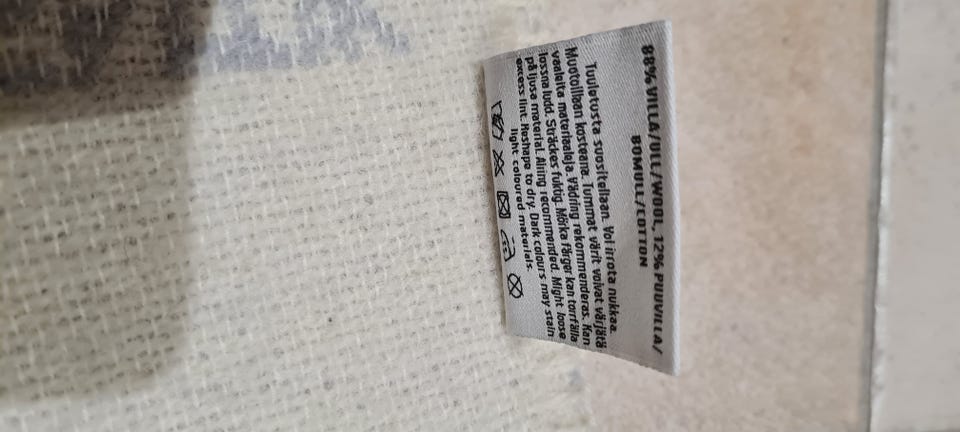 88% VILLA/ULL/WOOL, 12% PUUVILLA/
BOMULL/COTTON
Tuuletusta suositellaan. Voi irrota nukkaa.
Muotoillaan kosteana. Tummat värit voivat värjätä
vaaleita materiaaleja. Vädring rekommenderas. Kan
lossna ludd. Sträckes fuktig. Mörka färger kan torrfälla
på ljusa material. Airing recommended. Might loose
excess lint. Reshape to dry. Dark colours may stain
light coloured materials.